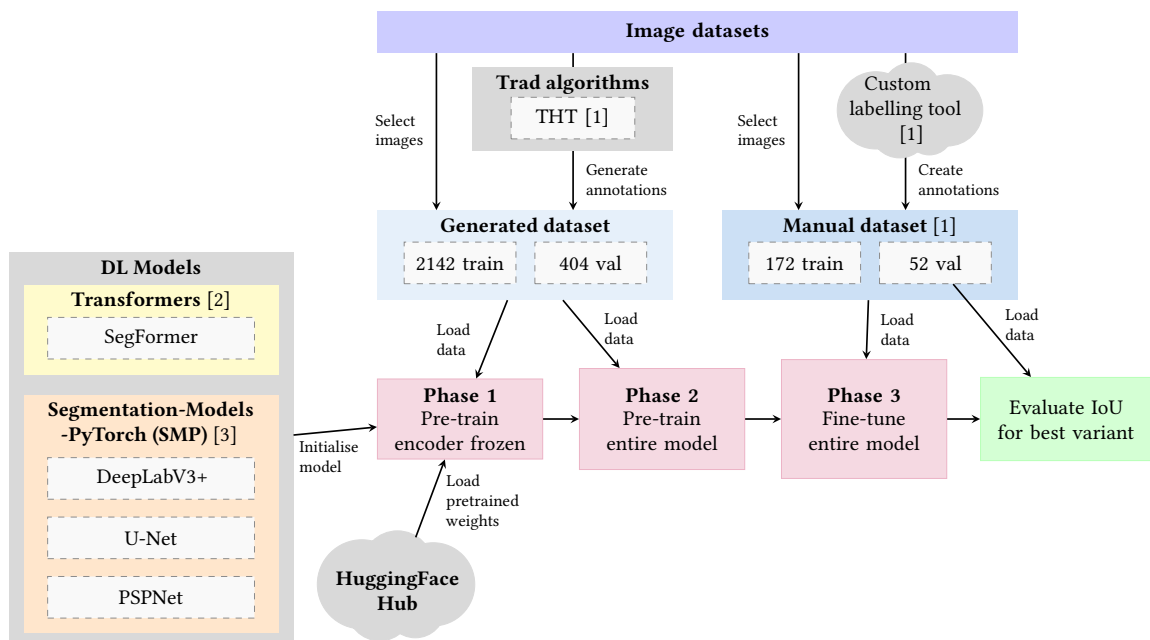 Image datasets
Trad algorithms
THT [1]
Custom
labelling tool
[1]
Select
images
Generate
annotations
Select
images
Create
annotations
Generated dataset
2142 train
404 val
Manual dataset [1]
172 train
52 val
DL Models
Transformers [2]
SegFormer
Segmentation-Models
-PyTorch (SMP) [3]
DeepLabV3+
U-Net
PSPNet
Load
data
Load
data
Load
data
Load
data
Initialise
model
Phase 1
Pre-train
encoder frozen
Phase 2
Pre-train
entire model
Phase 3
Fine-tune
entire model
Evaluate IoU
for best variant
Load
pretrained
weights
HuggingFace
Hub